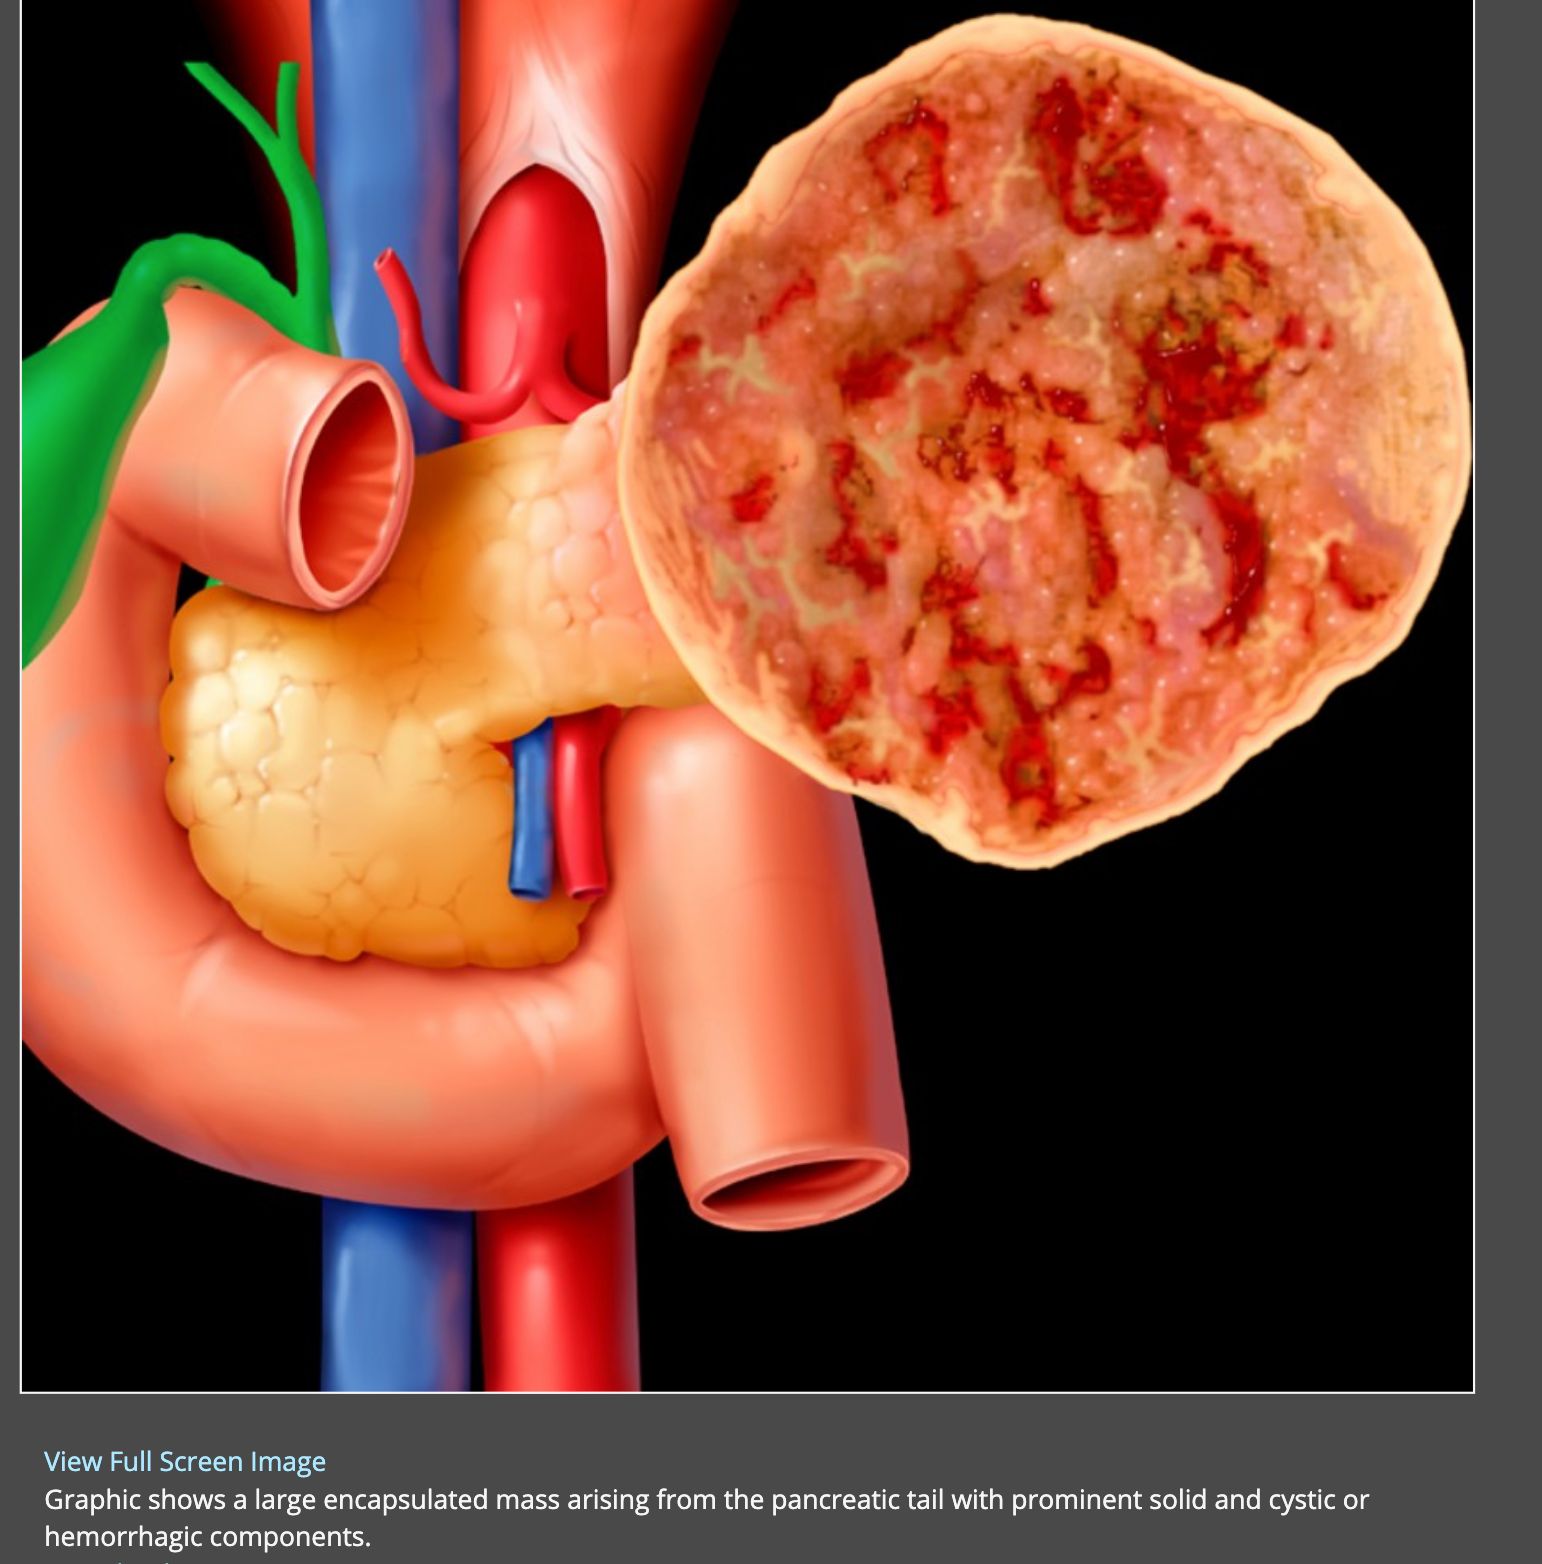 View Full Screen Image
Graphic shows a large encapsulated mass arising from the pancreatic tail with prominent solid and cystic or
hemorrhagic components.